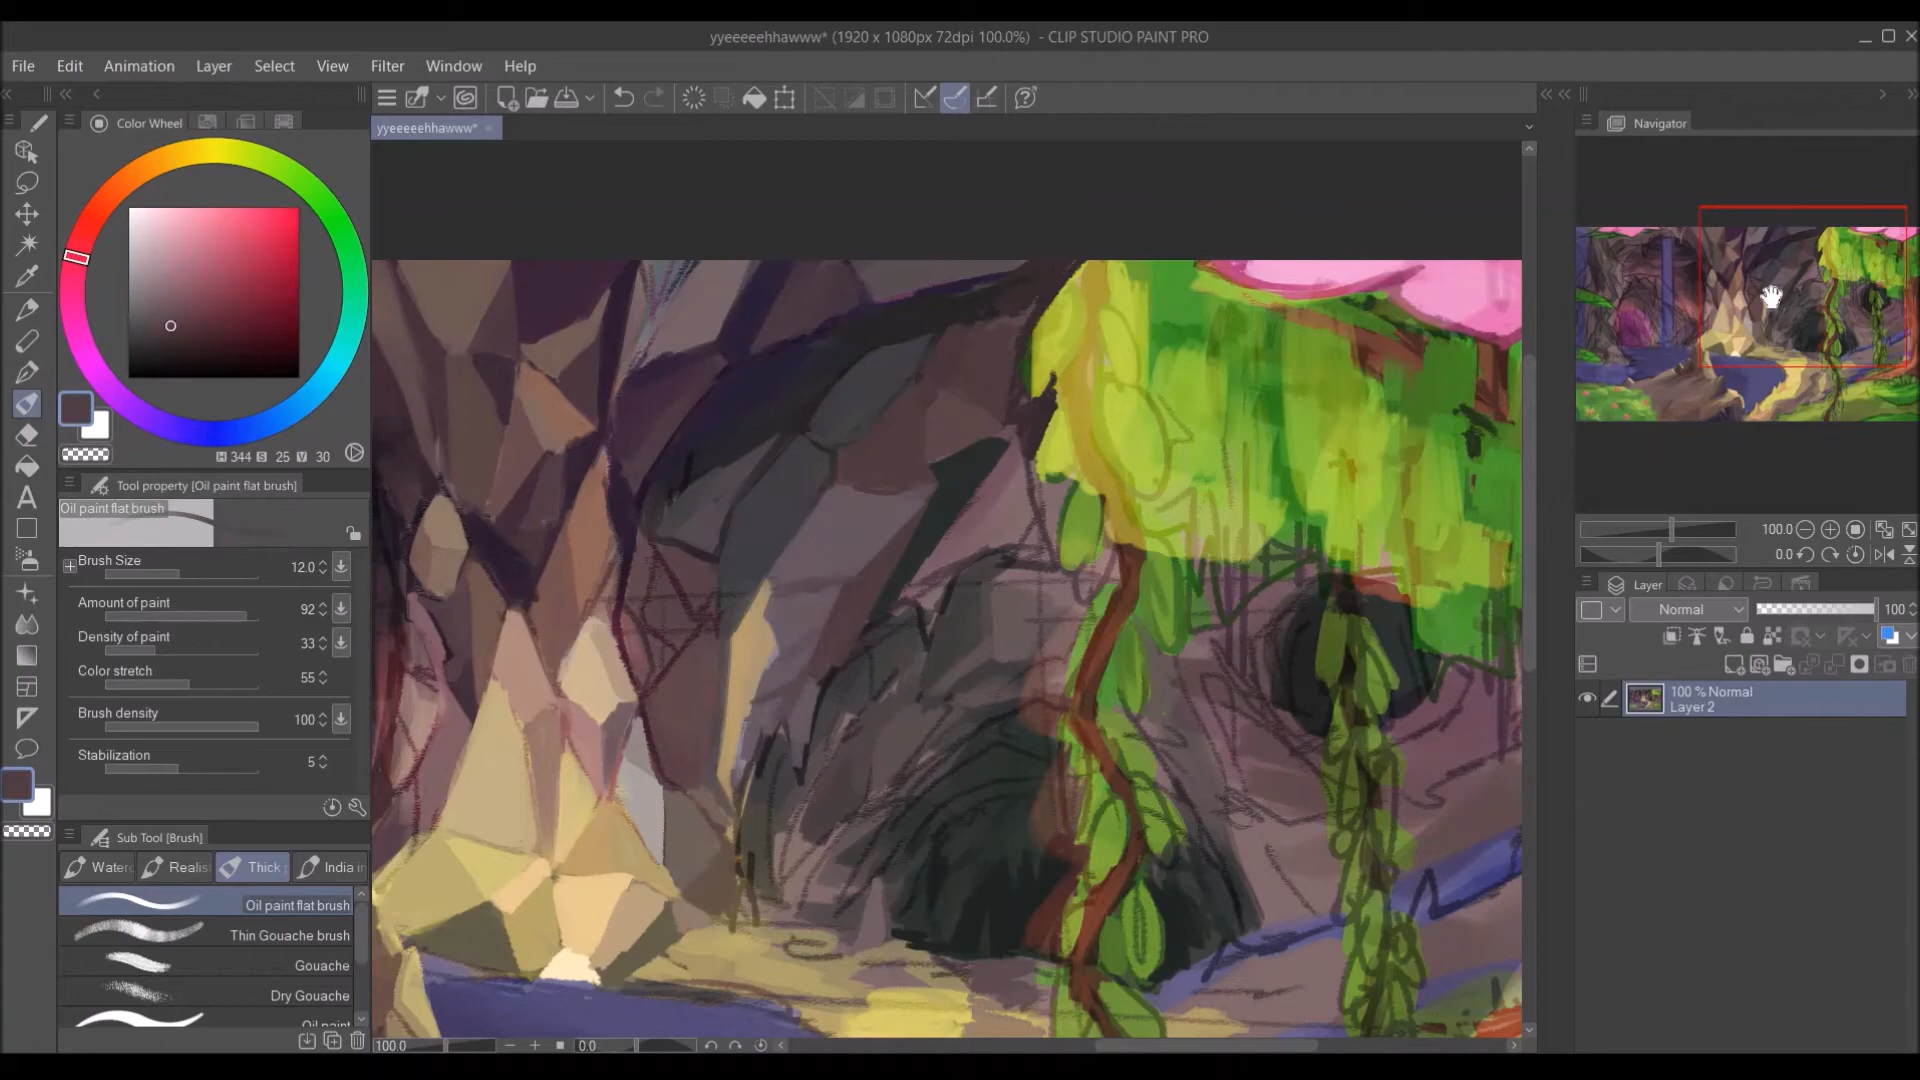 yyeeeeehhawww* (1920 x 1080px 72dpi 100.0%) - CLIP STUDIO PAINT PRO
File Edit Animation Layer Select View Filter Window Help
Color Wheel
yyeeeeehhawww*
Navigator
H 344 S 25 V 30
Tool property [Oil paint flat brush]
Oil paint flat brush
Brush Size 12.0
Amount of paint 92
Density of paint 33
Color stretch 55
Brush density 100
Stabilization 5
Sub Tool [Brush]
Water Realis Thick India in
Oil paint flat brush
Thin Gouache brush
Gouache
Dry Gouache
Oil paint
100.0 0.0
100.0
0.0
Layer
Normal 100
100 % Normal
Layer 2